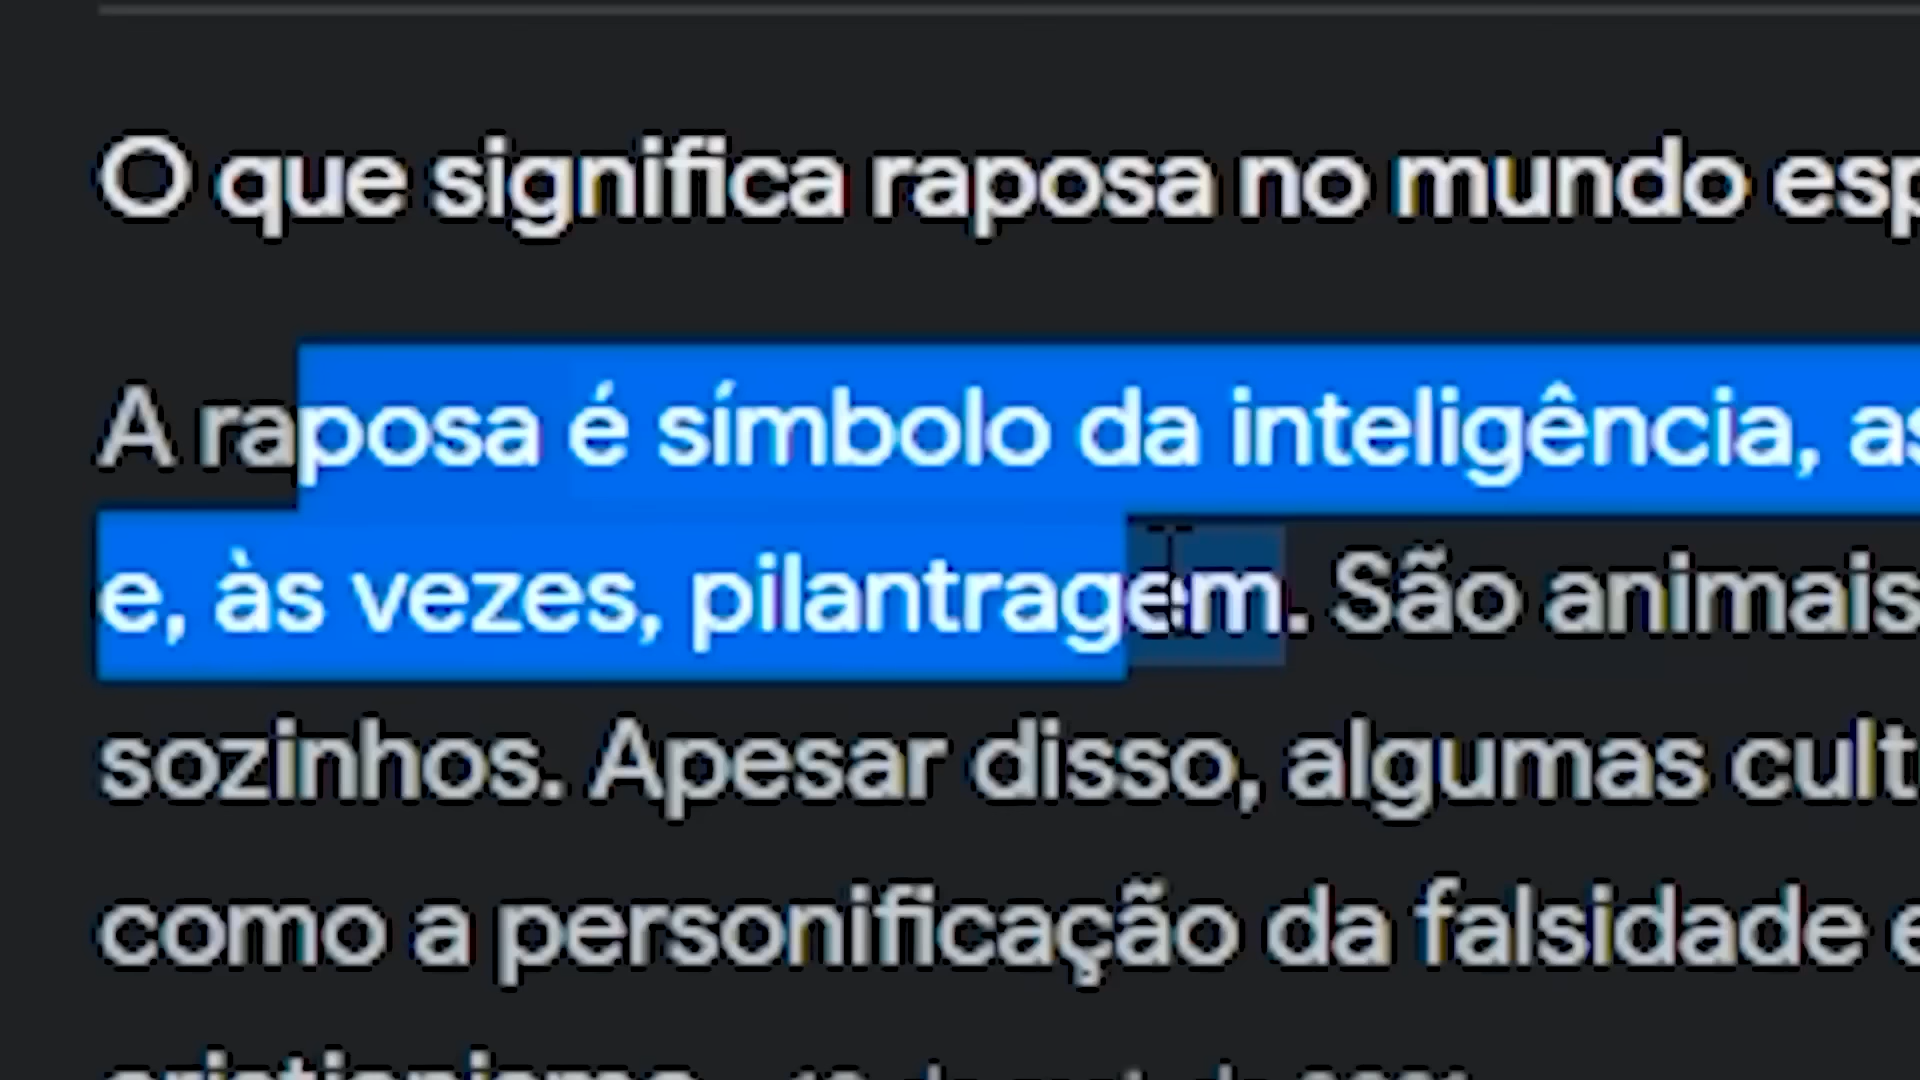 O que significa raposa no mundo esp
A raposa é símbolo da inteligência, as
e, às vezes, pilantragem. São animais
sozinhos. Apesar disso, algumas cult
como a personificação da falsidade e
cristianismo